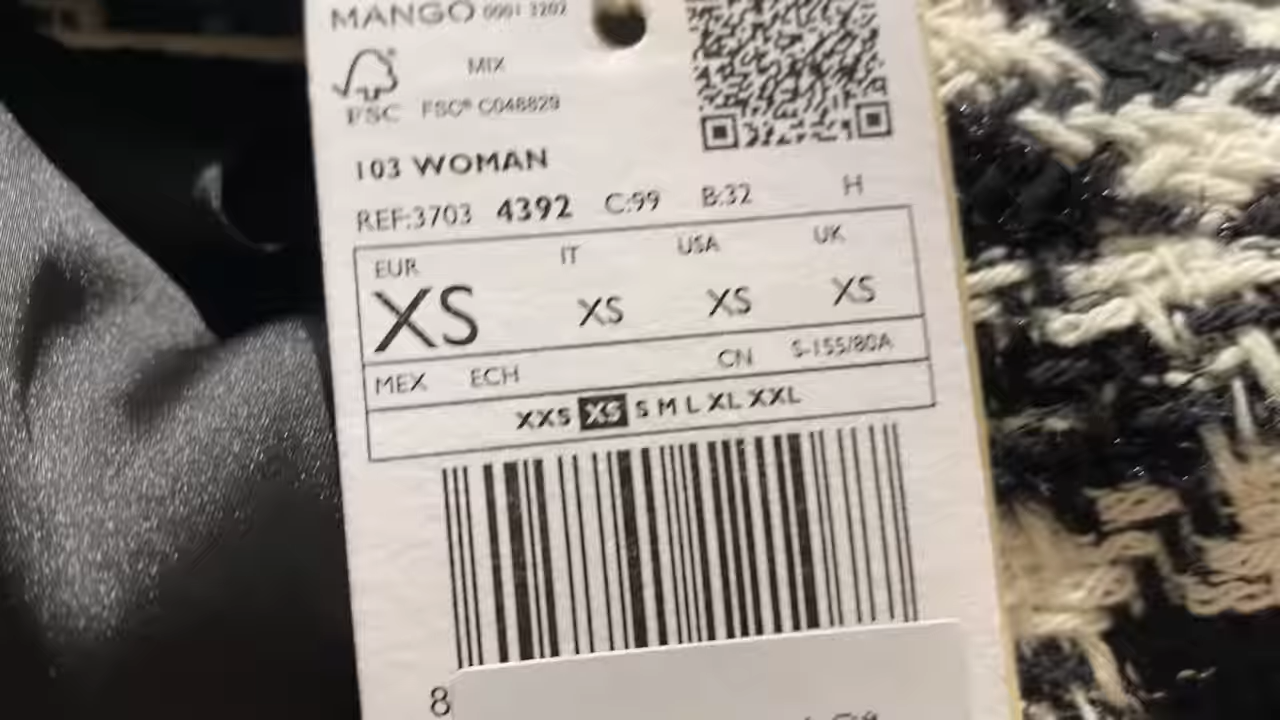 MANGO 0001 3202
MIX
FSC FSC® C048829
103 WOMAN
REF:3703 4392 C:99 B:32 H
EUR IT USA UK
XS XS XS XS
MEX ECH CN S-155/80A
XXS XS S M L XL XXL
8